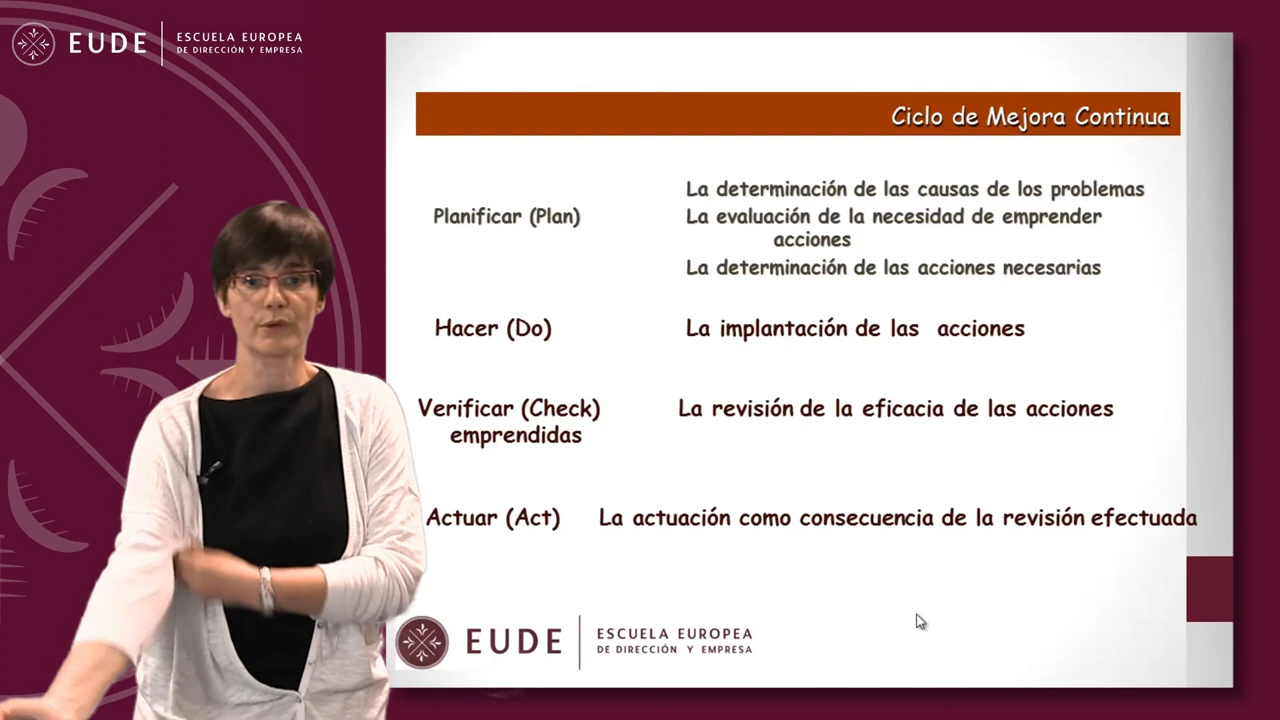 EUDE
ESCUELA EUROPEA
DE DIRECCIÓN Y EMPRESA
Ciclo de Mejora Continua
Planificar (Plan)
La determinación de las causas de los problemas
La evaluación de la necesidad de emprender
acciones
La determinación de las acciones necesarias
Hacer (Do)
La implantación de las acciones
Verificar (Check)
La revisión de la eficacia de las acciones
emprendidas
Actuar (Act)
La actuación como consecuencia de la revisión efectuada
EUDE
ESCUELA EUROPEA
DE DIRECCIÓN Y EMPRESA